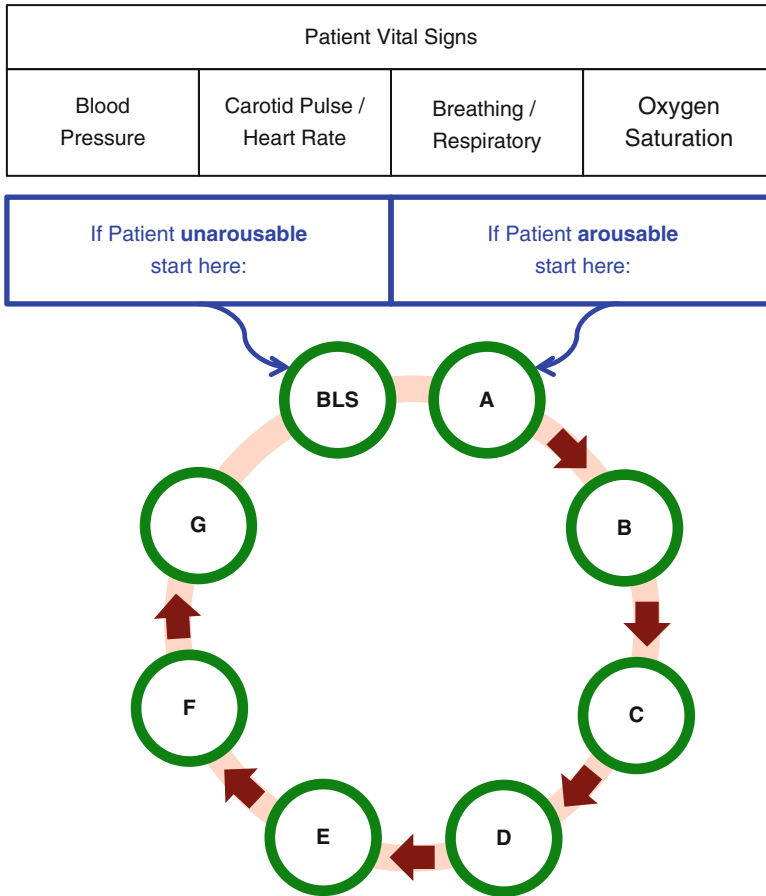 Patient Vital Signs
Blood
Pressure
Carotid Pulse /
Heart Rate
Breathing /
Respiratory
Oxygen
Saturation
If Patient unarousable
start here:
If Patient arousable
start here:
BLS
A
B
C
D
E
F
G